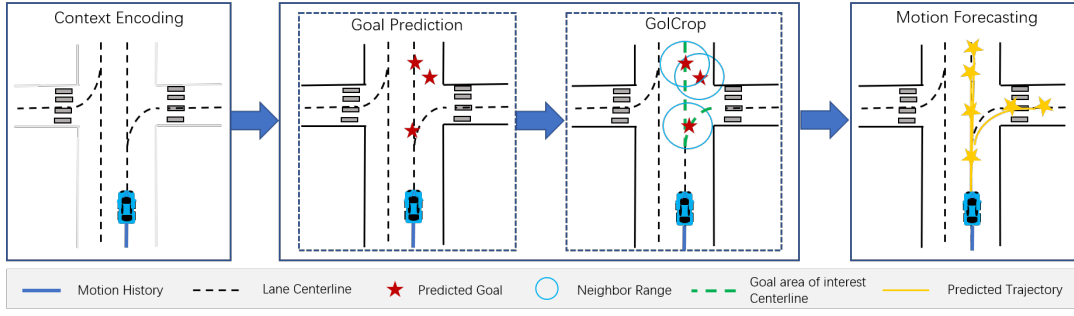 Context Encoding
Goal Prediction
GoICrop
Motion Forecasting
Motion History
Lane Centerline
Predicted Goal
Neighbor Range
Goal area of interest
Centerline
Predicted Trajectory